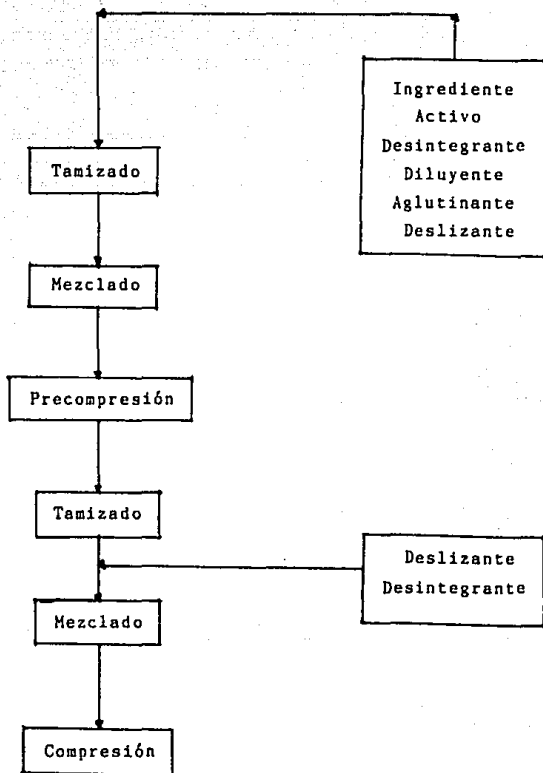 Ingrediente
Activo
Desintegrante
Diluyente
Aglutinante
Deslizante
Tamizado
Mezclado
Precompresión
Tamizado
Deslizante
Desintegrante
Mezclado
Compresión